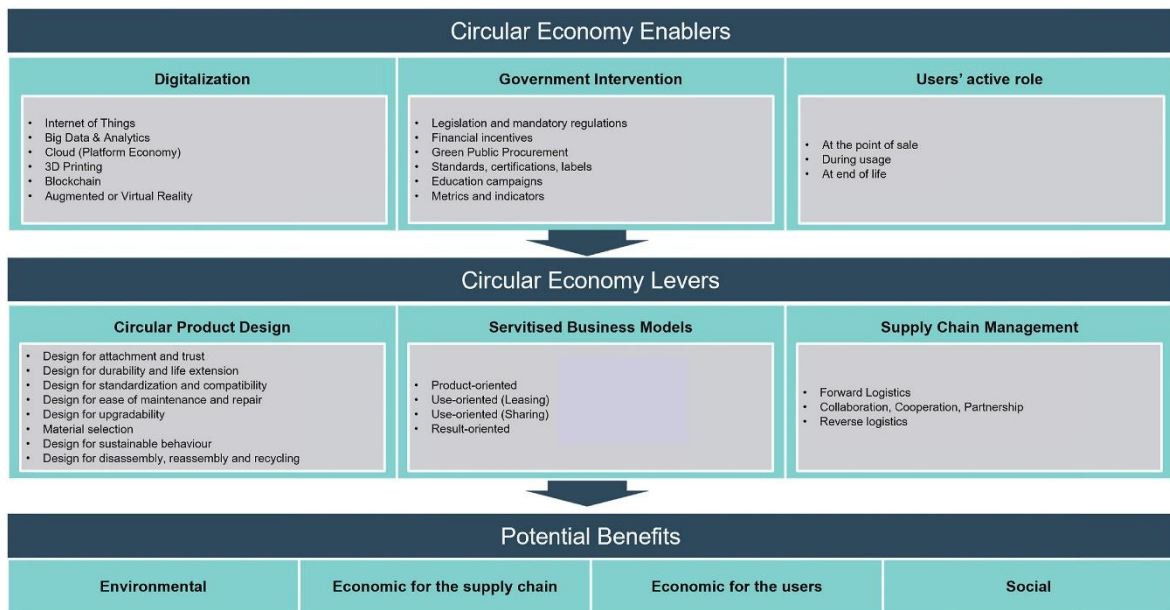 Circular Economy Enablers
Digitalization
• Internet of Things
• Big Data & Analytics
• Cloud (Platform Economy)
• 3D Printing
• Blockchain
• Augmented or Virtual Reality
Government Intervention
• Legislation and mandatory regulations
• Financial incentives
• Green Public Procurement
• Standards, certifications, labels
• Education campaigns
• Metrics and indicators
Users' active role
• At the point of sale
• During usage
• At end of life
Circular Economy Levers
Circular Product Design
• Design for attachment and trust
• Design for durability and life extension
• Design for standardization and compatibility
• Design for ease of maintenance and repair
• Design for upgradability
• Material selection
• Design for sustainable behaviour
• Design for disassembly, reassembly and recycling
Servitised Business Models
• Product-oriented
• Use-oriented (Leasing)
• Use-oriented (Sharing)
• Result-oriented
Supply Chain Management
• Forward Logistics
• Collaboration, Cooperation, Partnership
• Reverse logistics
Potential Benefits
Environmental
Economic for the supply chain
Economic for the users
Social